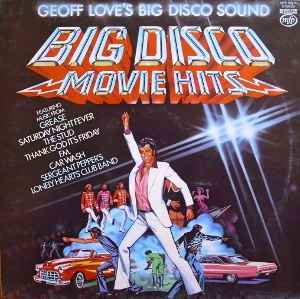 GEOFF LOVE'S BIG DISCO SOUND
mfp
BIG DISCO
MOVIE HITS
FEATURING
MUSIC FROM
GREASE
SATURDAY NIGHT FEVER
THE STUD
THANK GOD IT'S FRIDAY
FM
CAR WASH
SERGEANT PEPPER'S
LONELY HEARTS CLUB BAND